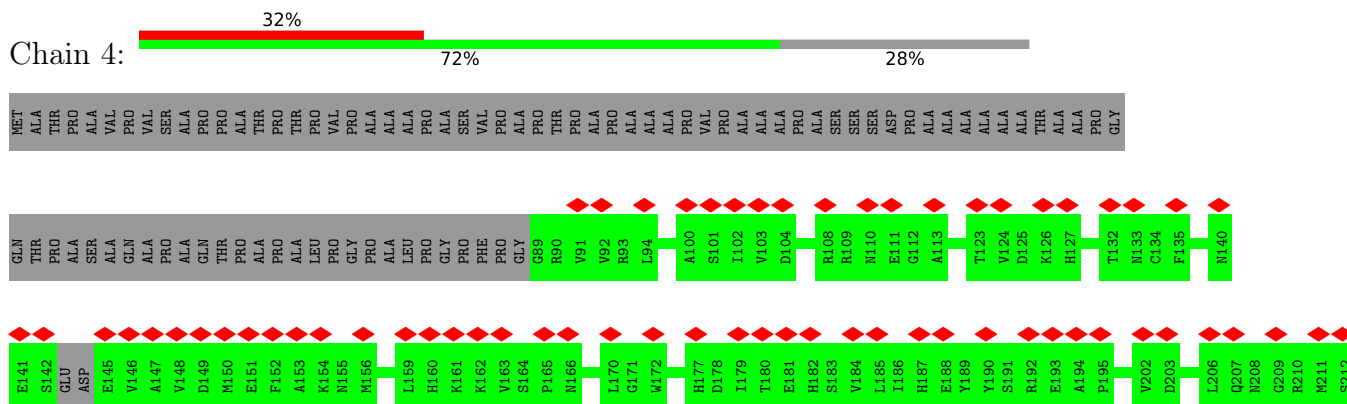 Chain 4:
32%
72%
28%
MET ALA THR PRO ALA VAL PRO VAL SER ALA PRO PRO ALA THR PRO THR PRO VAL PRO ALA ALA ALA PRO ALA SER VAL PRO ALA PRO THR PRO ALA PRO ALA ALA ALA PRO VAL PRO ALA ALA ALA PRO ALA SER SER SER ASP PRO ALA ALA ALA ALA ALA ALA THR ALA ALA PRO GLY
GLN THR PRO ALA SER ALA GLN ALA PRO ALA GLN THR PRO ALA PRO ALA LEU PRO GLY PRO ALA LEU PRO GLY PRO PHE PRO GLY G89 R90 V91 V92 R93 L94 A100 S101 I102 V103 D104 R108 R109 N110 E111 G112 A113 T123 V124 D125 K126 H127 T132 N133 C134 F135 N140
E141 S142 GLU ASP E145 V146 A147 V148 D149 M150 E151 F152 A153 K154 N155 M156 L159 H160 K161 K162 V163 S164 P165 N166 L170 G171 W172 H177 D178 I179 T180 E181 H182 S183 V184 L185 I186 H187 E188 Y189 Y190 S191 R192 E193 A194 P195 V202 D203 L206 Q207 N208 G209 R210 M211 S212